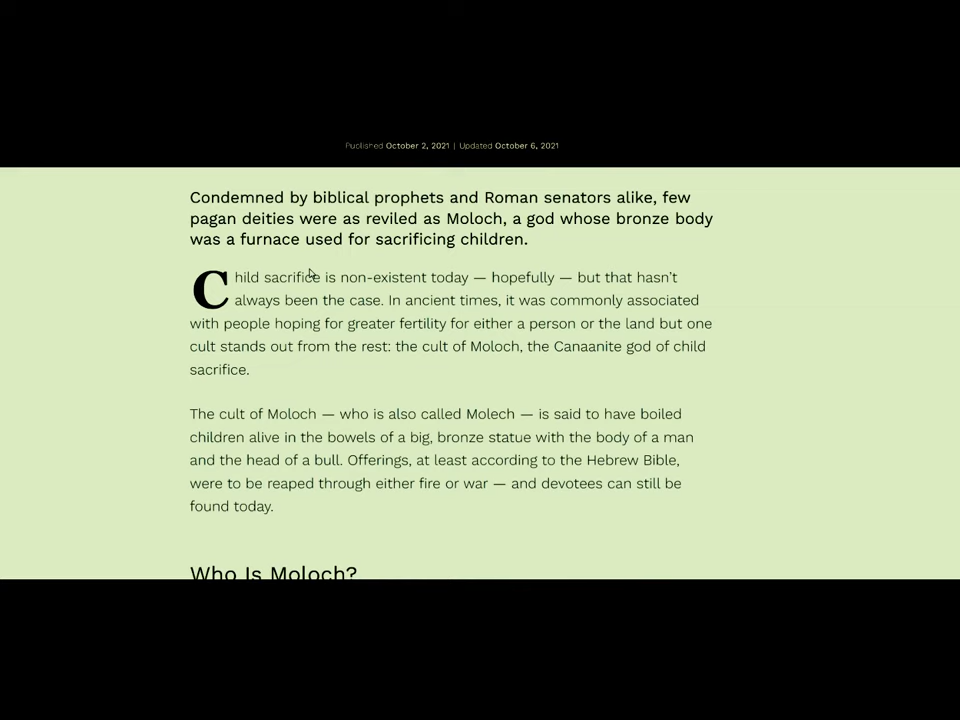 Published October 2, 2021 | Updated October 6, 2021
Condemned by biblical prophets and Roman senators alike, few
pagan deities were as reviled as Moloch, a god whose bronze body
was a furnace used for sacrificing children.
Child sacrifice is non-existent today — hopefully — but that hasn't
always been the case. In ancient times, it was commonly associated
with people hoping for greater fertility for either a person or the land but one
cult stands out from the rest: the cult of Moloch, the Canaanite god of child
sacrifice.
The cult of Moloch — who is also called Molech — is said to have boiled
children alive in the bowels of a big, bronze statue with the body of a man
and the head of a bull. Offerings, at least according to the Hebrew Bible,
were to be reaped through either fire or war — and devotees can still be
found today.
Who Is Moloch?